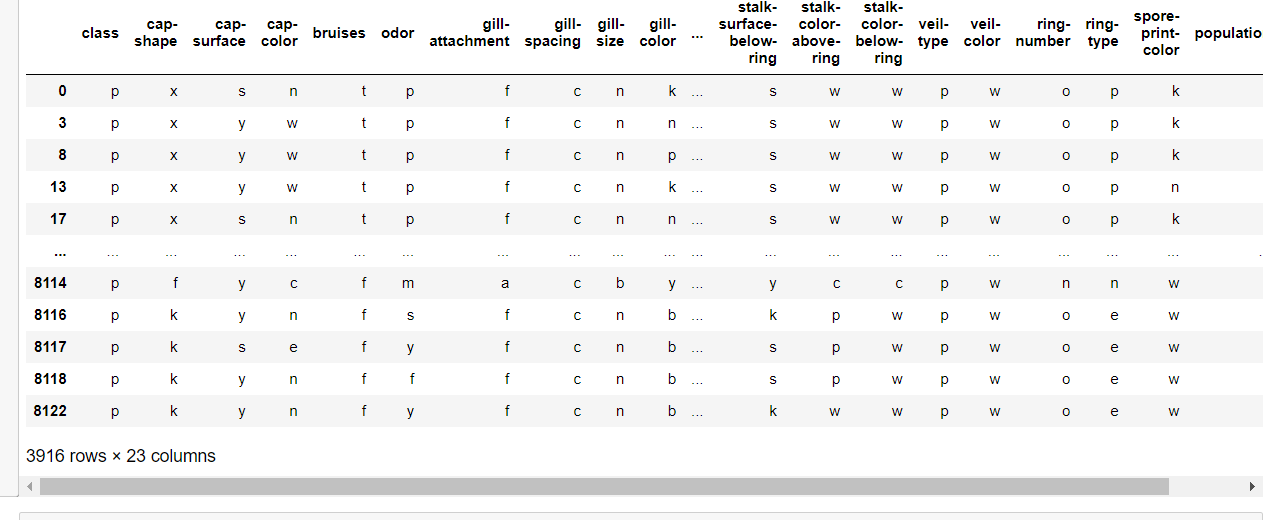 class cap-shape cap-surface cap-color bruises odor gill-attachment gill-spacing gill-size gill-color ... stalk-surface-below-ring stalk-color-above-ring stalk-color-below-ring veil-type veil-color ring-number ring-type spore-print-color populatio
0 p x s n t p f c n k ... s w w p w o p k
3 p x y w t p f c n n ... s w w p w o p k
8 p x y w t p f c n p ... s w w p w o p k
13 p x y w t p f c n k ... s w w p w o p n
17 p x s n t p f c n n ... s w w p w o p k
... ... ... ... ... ... ... ... ... ... ... ... ... ... ... ... ... ... ... ... .
8114 p f y c f m a c b y ... y c c p w n n w
8116 p k y n f s f c n b ... k p w p w o e w
8117 p k s e f y f c n b ... s p w p w o e w
8118 p k y n f f f c n b ... s p w p w o e w
8122 p k y n f y f c n b ... k w w p w o e w
3916 rows × 23 columns